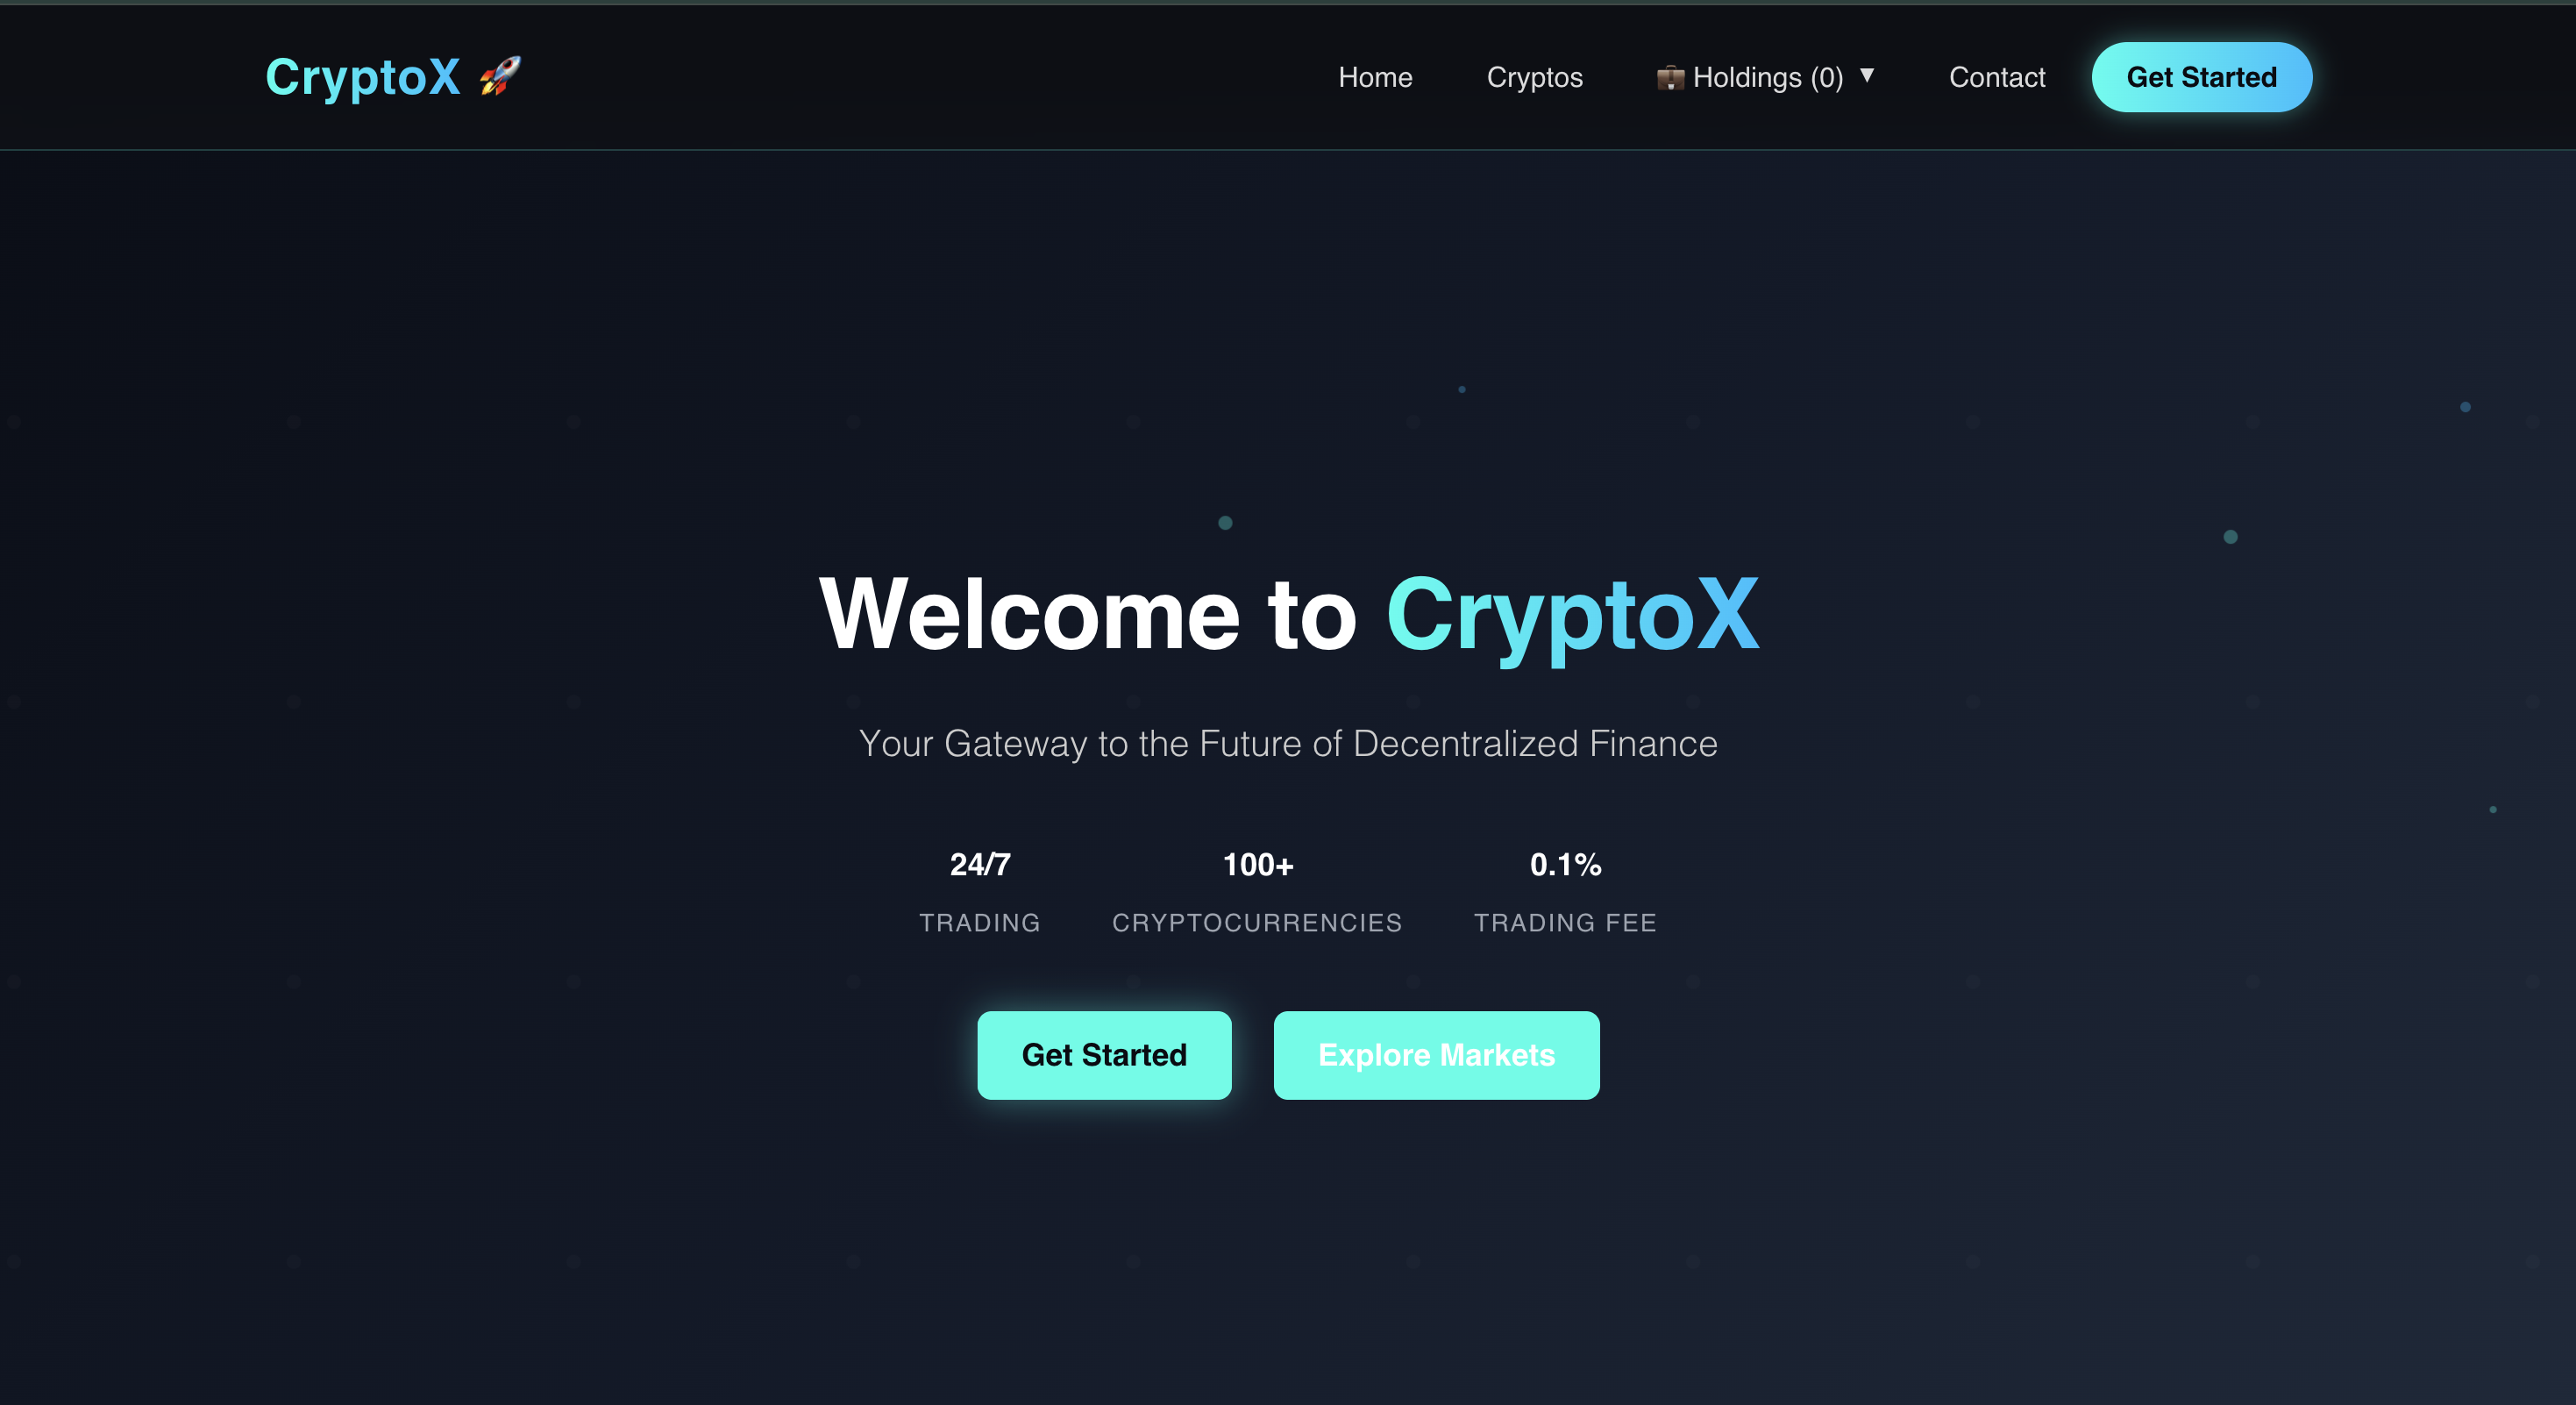 CryptoX 🚀
Home Cryptos 💼 Holdings (0) ▼ Contact Get Started
Welcome to CryptoX
Your Gateway to the Future of Decentralized Finance
24/7 100+ 0.1%
TRADING CRYPTOCURRENCIES TRADING FEE
Get Started Explore Markets